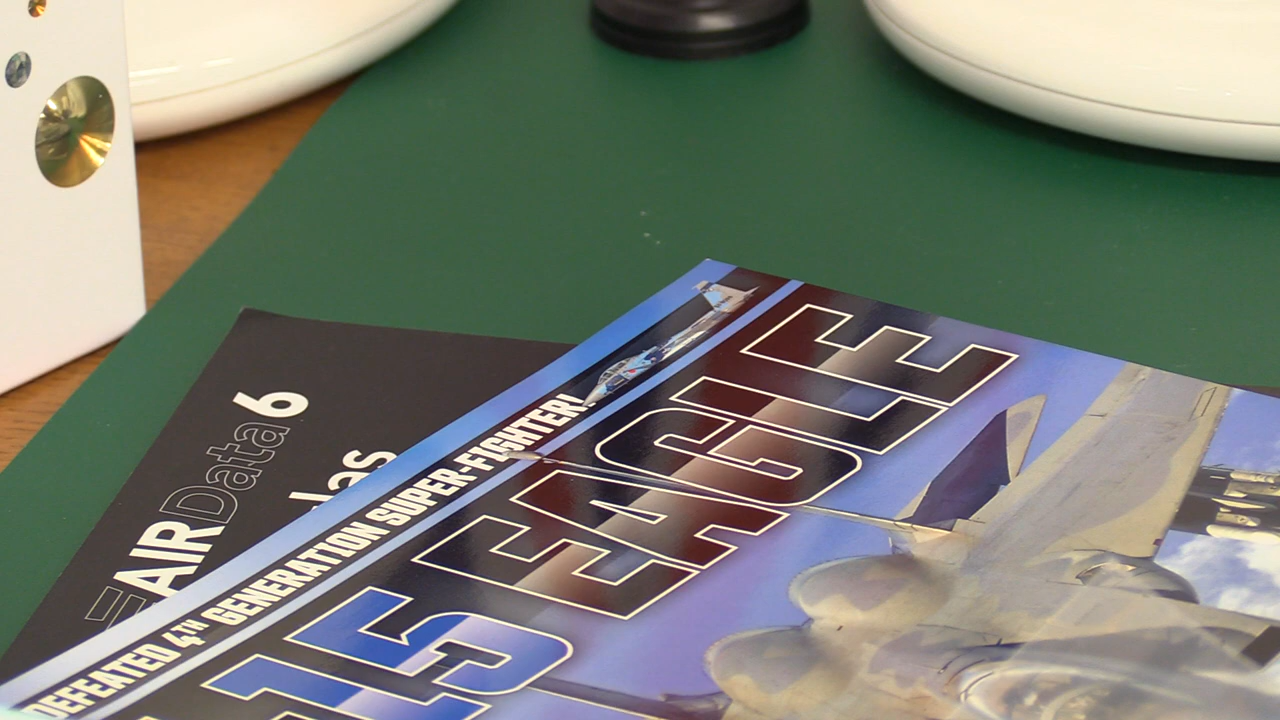 DEFEATED 4TH GENERATION SUPER-FIGHTER!
15 EAGLE
AIRData 6
las